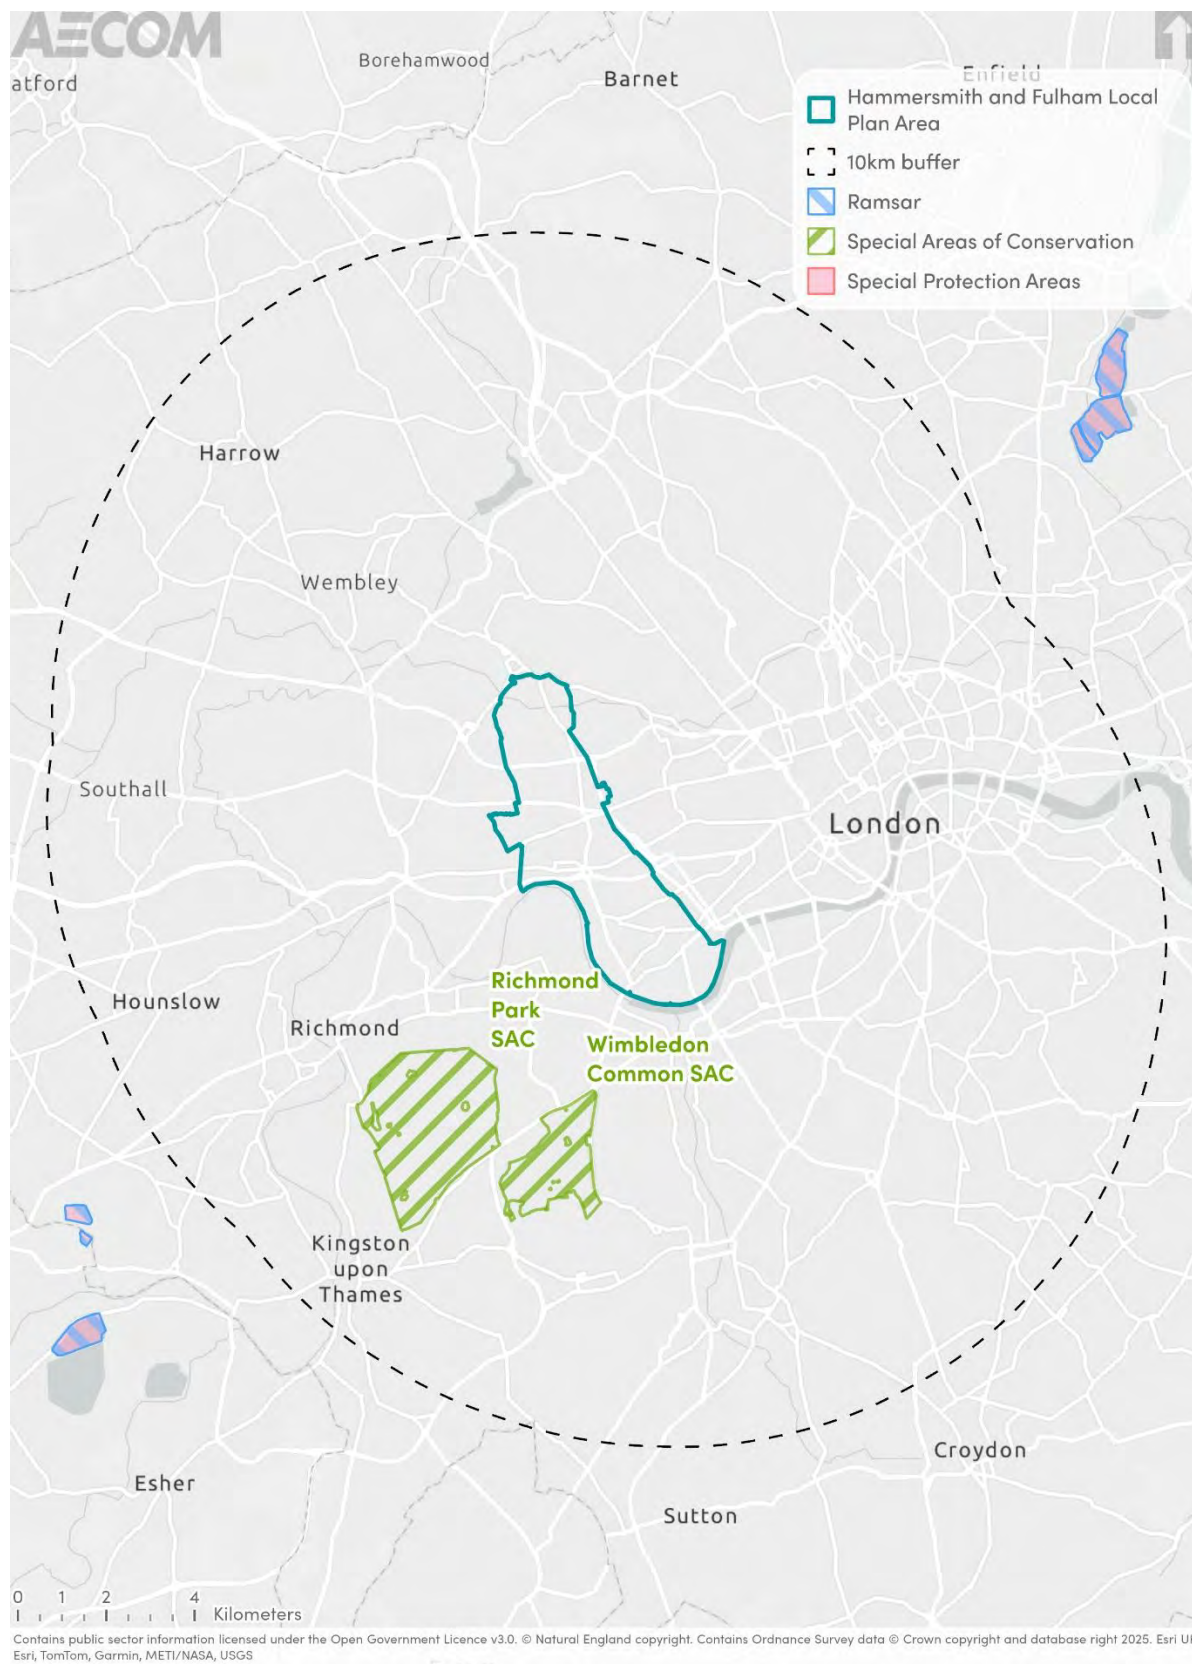 AECOM
Borehamwood
Barnet
Enfield
atford
Hammersmith and Fulham Local
Plan Area
10km buffer
Ramsar
Special Areas of Conservation
Special Protection Areas
Harrow
Wembley
Southall
London
Hounslow
Richmond
Richmond
Park
SAC
Wimbledon
Common SAC
Kingston
upon
Thames
Croydon
Esher
Sutton
0 1 2 4
Kilometers
Contains public sector information licensed under the Open Government Licence v3.0. © Natural England copyright. Contains Ordnance Survey data © Crown copyright and database right 2025. Esri UK
Esri, TomTom, Garmin, METI/NASA, USGS